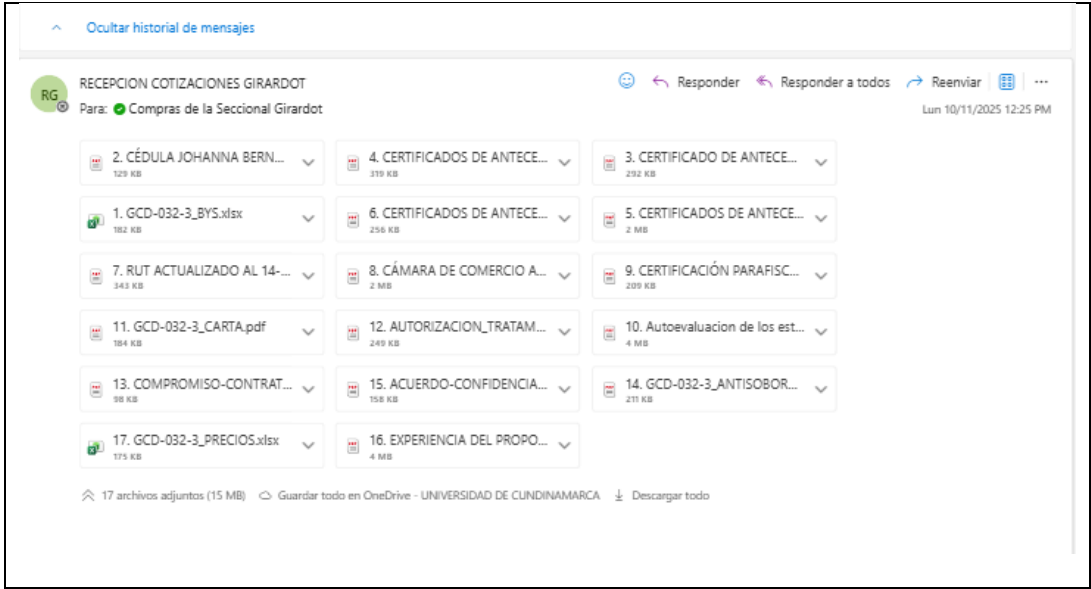 Ocultar historial de mensajes
RG
RECEPCION COTIZACIONES GIRARDOT
Responder
Responder a todos
Reenviar
Para: Compras de la Seccional Girardot
Lun 10/11/2025 12:25 PM
2. CÉDULA JOHANNA BERN...
129 KB
4. CERTIFICADOS DE ANTECE...
319 KB
3. CERTIFICADO DE ANTECE...
292 KB
1. GCD-032-3_BYS.xlsx
182 KB
6. CERTIFICADOS DE ANTECE...
256 KB
5. CERTIFICADOS DE ANTECE...
2 MB
7. RUT ACTUALIZADO AL 14-...
343 KB
8. CÁMARA DE COMERCIO A...
2 MB
9. CERTIFICACIÓN PARAFISC...
209 KB
11. GCD-032-3_CARTA.pdf
184 KB
12. AUTORIZACION_TRATAM...
249 KB
10. Autoevaluacion de los est...
4 MB
13. COMPROMISO-CONTRAT...
98 KB
15. ACUERDO-CONFIDENCIA...
158 KB
14. GCD-032-3_ANTISOBOR...
211 KB
17. GCD-032-3_PRECIOS.xlsx
175 KB
16. EXPERIENCIA DEL PROPO...
4 MB
17 archivos adjuntos (15 MB)
Guardar todo en OneDrive - UNIVERSIDAD DE CUNDINAMARCA
Descargar todo